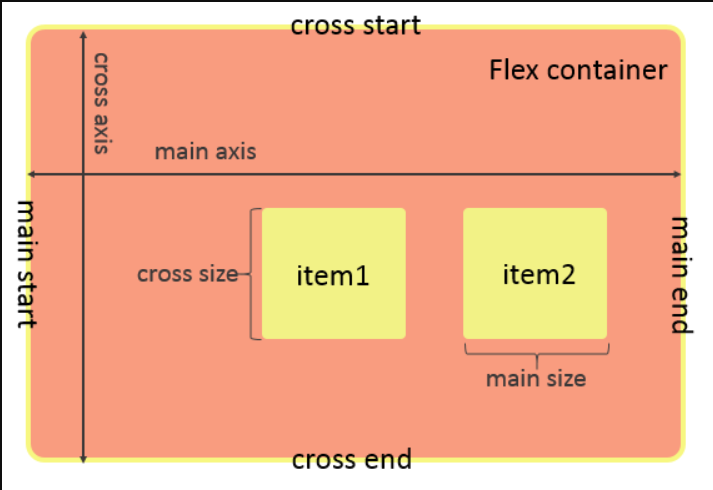 cross start
Flex container
cross axis
main axis
main start
main end
cross size
item1
item2
main size
cross end